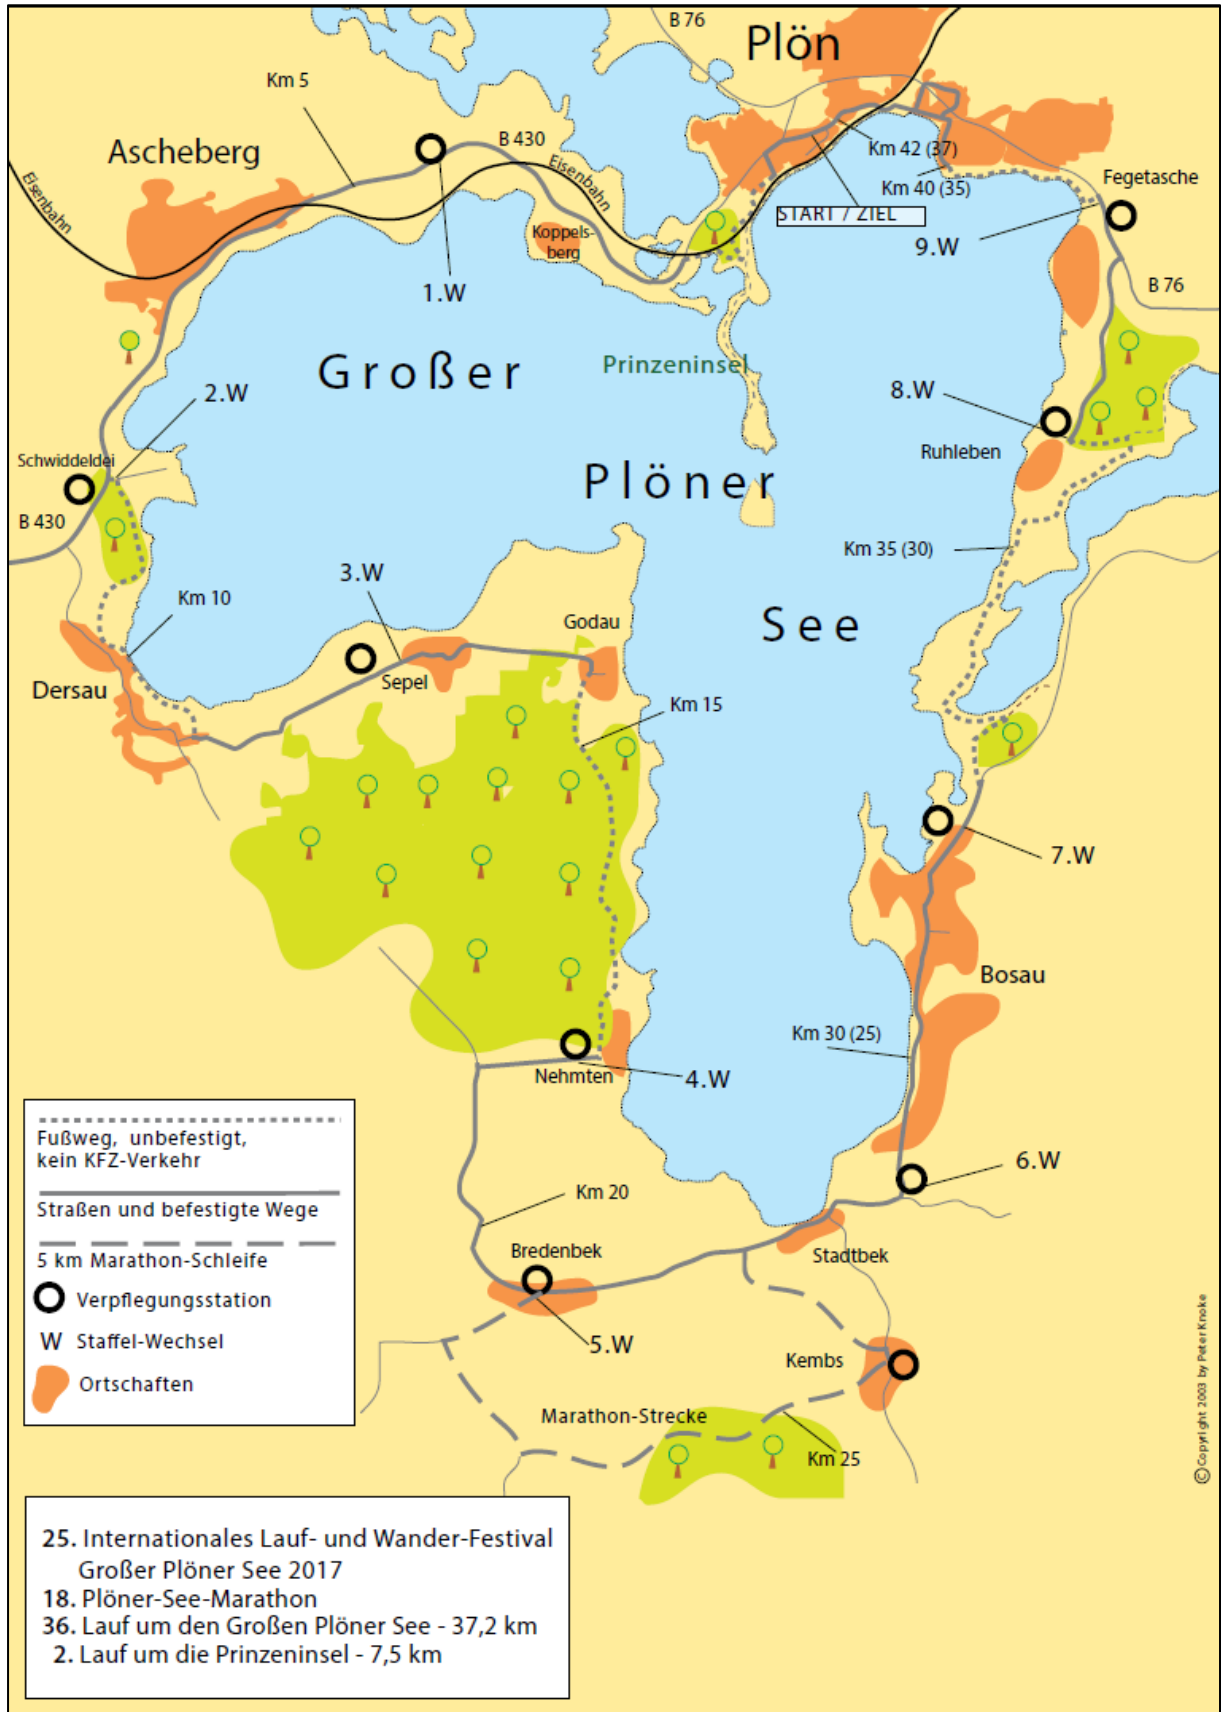 B 76
Plön
Km 5
Ascheberg
B 430
Eisenbahn
Eisenbahn
Km 42 (37)
Km 40 (35)
Fegetasche
START / ZIEL
Koppels-
berg
9.W
1.W
B 76
Prinzeninsel
Großer
2.W
8.W
Schwiddeldei
Ruhleben
Plöner
B 430
Km 35 (30)
3.W
Km 10
Godau
See
Sepel
Dersau
Km 15
7.W
Bosau
Km 30 (25)
Nehmten
4.W
6.W
Km 20
Bredenbek
Stadtbek
5.W
Kembs
Marathon-Strecke
Km 25
Fußweg, unbefestigt,
kein KFZ-Verkehr
Straßen und befestigte Wege
5 km Marathon-Schleife
Verpflegungsstation
W Staffel-Wechsel
Ortschaften
© Copyright 2003 by Peter Knoke
25. Internationales Lauf- und Wander-Festival
Großer Plöner See 2017
18. Plöner-See-Marathon
36. Lauf um den Großen Plöner See - 37,2 km
2. Lauf um die Prinzeninsel - 7,5 km